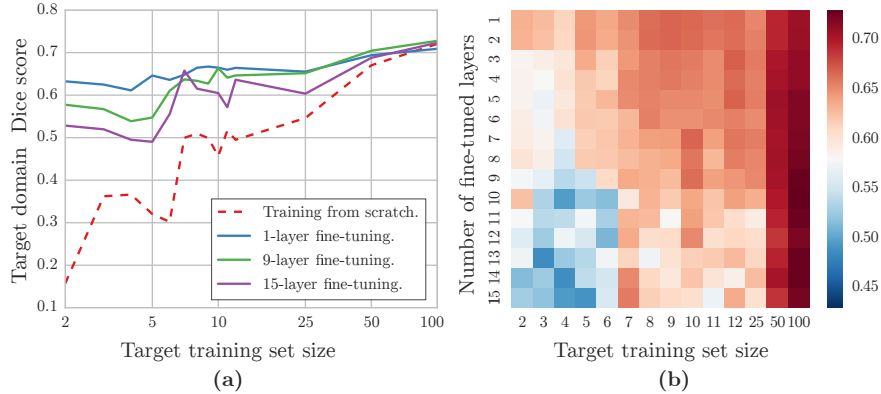 Target domain Dice score
0.8
0.7
0.6
0.5
0.4
0.3
0.2
0.1
Training from scratch.
1-layer fine-tuning.
9-layer fine-tuning.
15-layer fine-tuning.
2 5 10 25 50 100
Target training set size
(a)
Number of fine-tuned layers
1
2
3
4
5
6
7
8
9
10
11
12
13
14
15
2 3 4 5 6 7 8 9 10 11 12 25 50 100
Target training set size
(b)
0.70
0.65
0.60
0.55
0.50
0.45